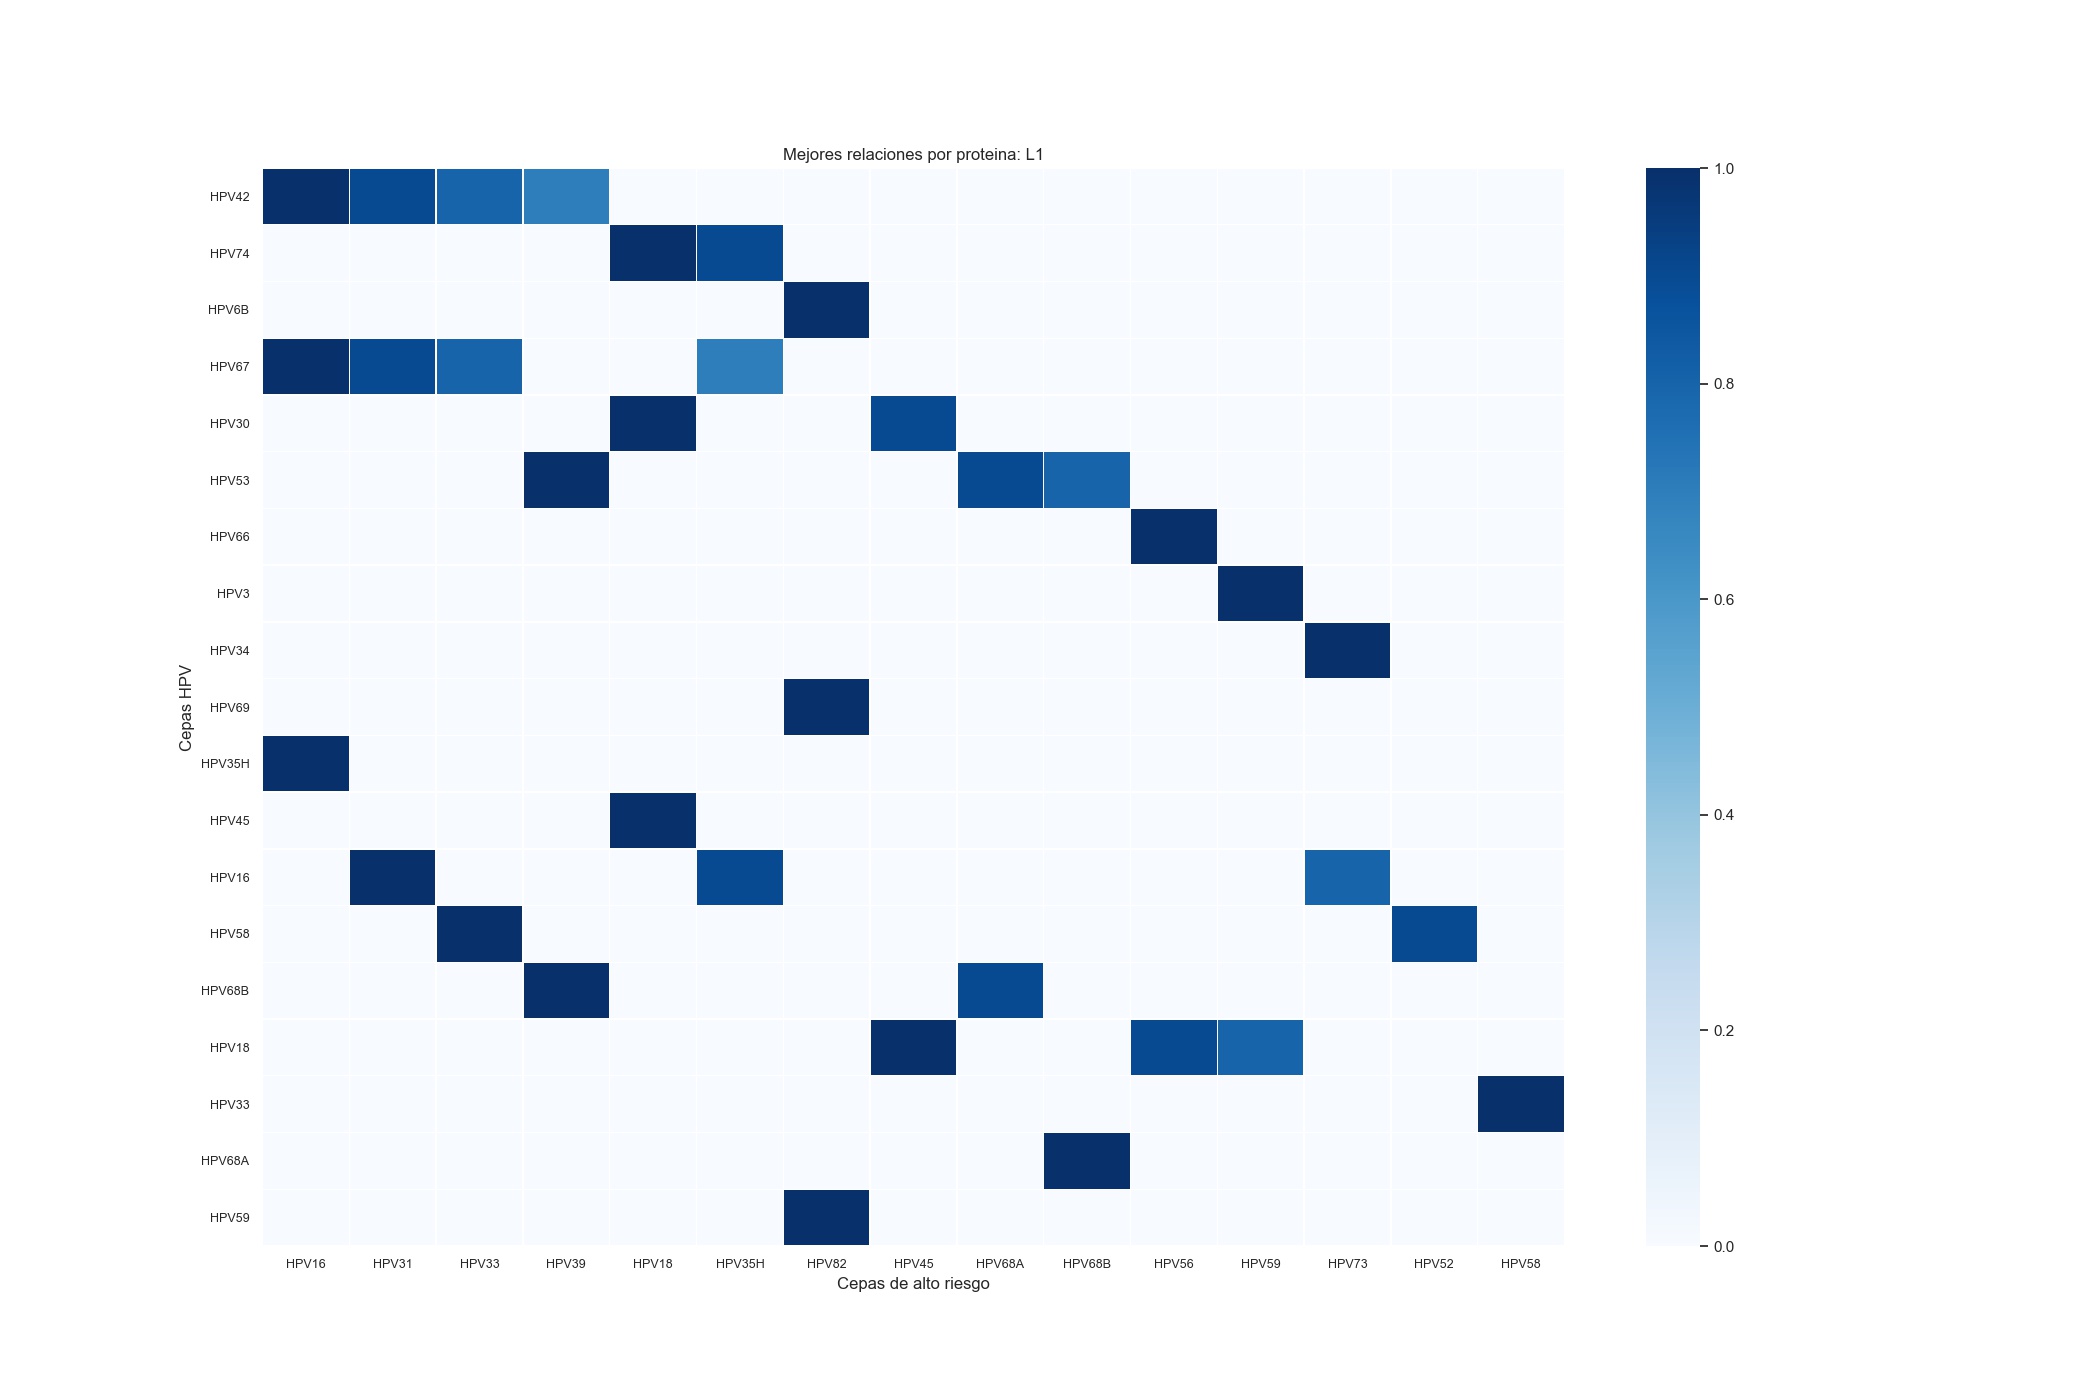 Mejores relaciones por proteina: L1
Cepas HPV
HPV42
HPV74
HPV6B
HPV67
HPV30
HPV53
HPV66
HPV3
HPV34
HPV69
HPV35H
HPV45
HPV16
HPV58
HPV68B
HPV18
HPV33
HPV68A
HPV59
HPV16 HPV31 HPV33 HPV39 HPV18 HPV35H HPV82 HPV45 HPV68A HPV68B HPV56 HPV59 HPV73 HPV52 HPV58
Cepas de alto riesgo
1.0
0.8
0.6
0.4
0.2
0.0